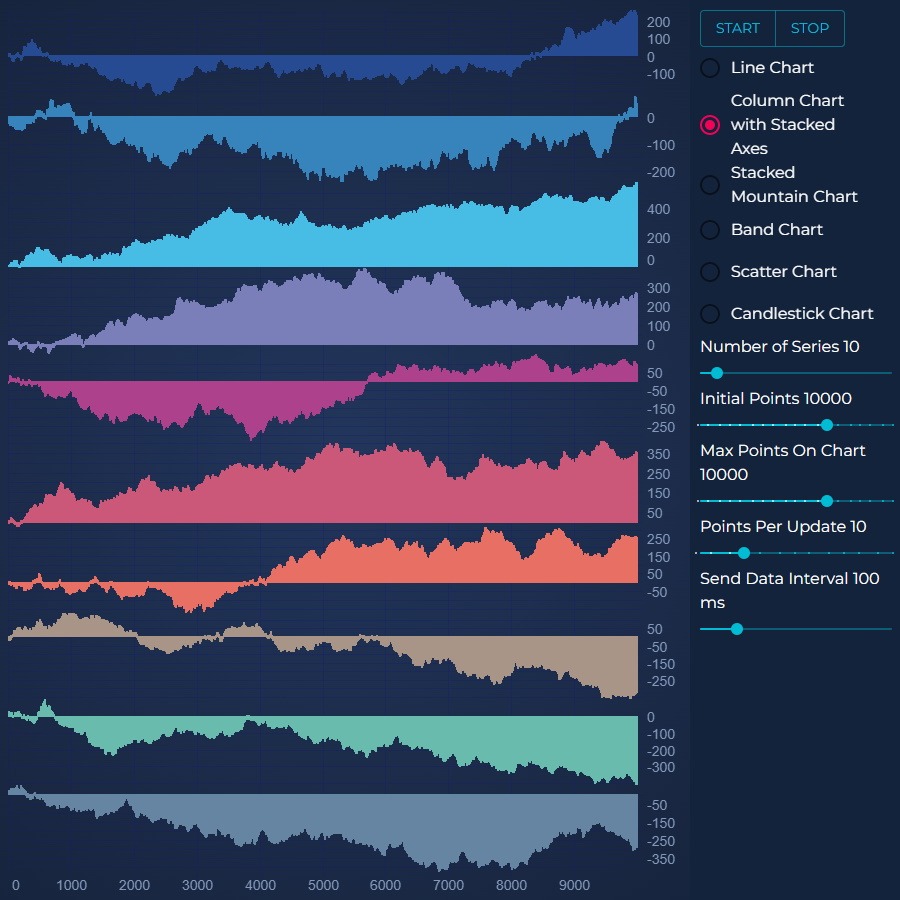 200
100
0
-100
0
-100
-200
400
200
0
300
200
100
0
50
-50
-150
-250
350
250
150
50
250
150
50
-50
50
-50
-150
-250
0
-100
-200
-300
-50
-150
-250
-350
0 1000 2000 3000 4000 5000 6000 7000 8000 9000
START STOP
Line Chart
Column Chart
with Stacked
Axes
Stacked
Mountain Chart
Band Chart
Scatter Chart
Candlestick Chart
Number of Series 10
Initial Points 10000
Max Points On Chart
10000
Points Per Update 10
Send Data Interval 100
ms